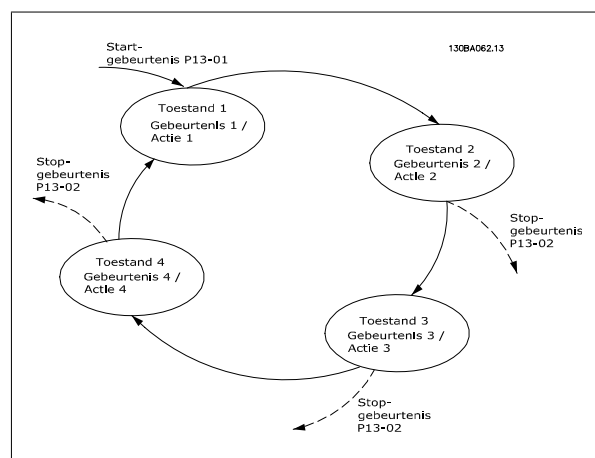 Start-
gebeurtenis P13-01
130BA062.13
Toestand 1
Gebeurtenis 1 /
Actie 1
Toestand 2
Gebeurtenis 2 /
Actie 2
Stop-
gebeurtenis
P13-02
Stop-
gebeurtenis
P13-02
Toestand 4
Gebeurtenis 4 /
Actie 4
Toestand 3
Gebeurtenis 3 /
Actie 3
Stop-
gebeurtenis
P13-02